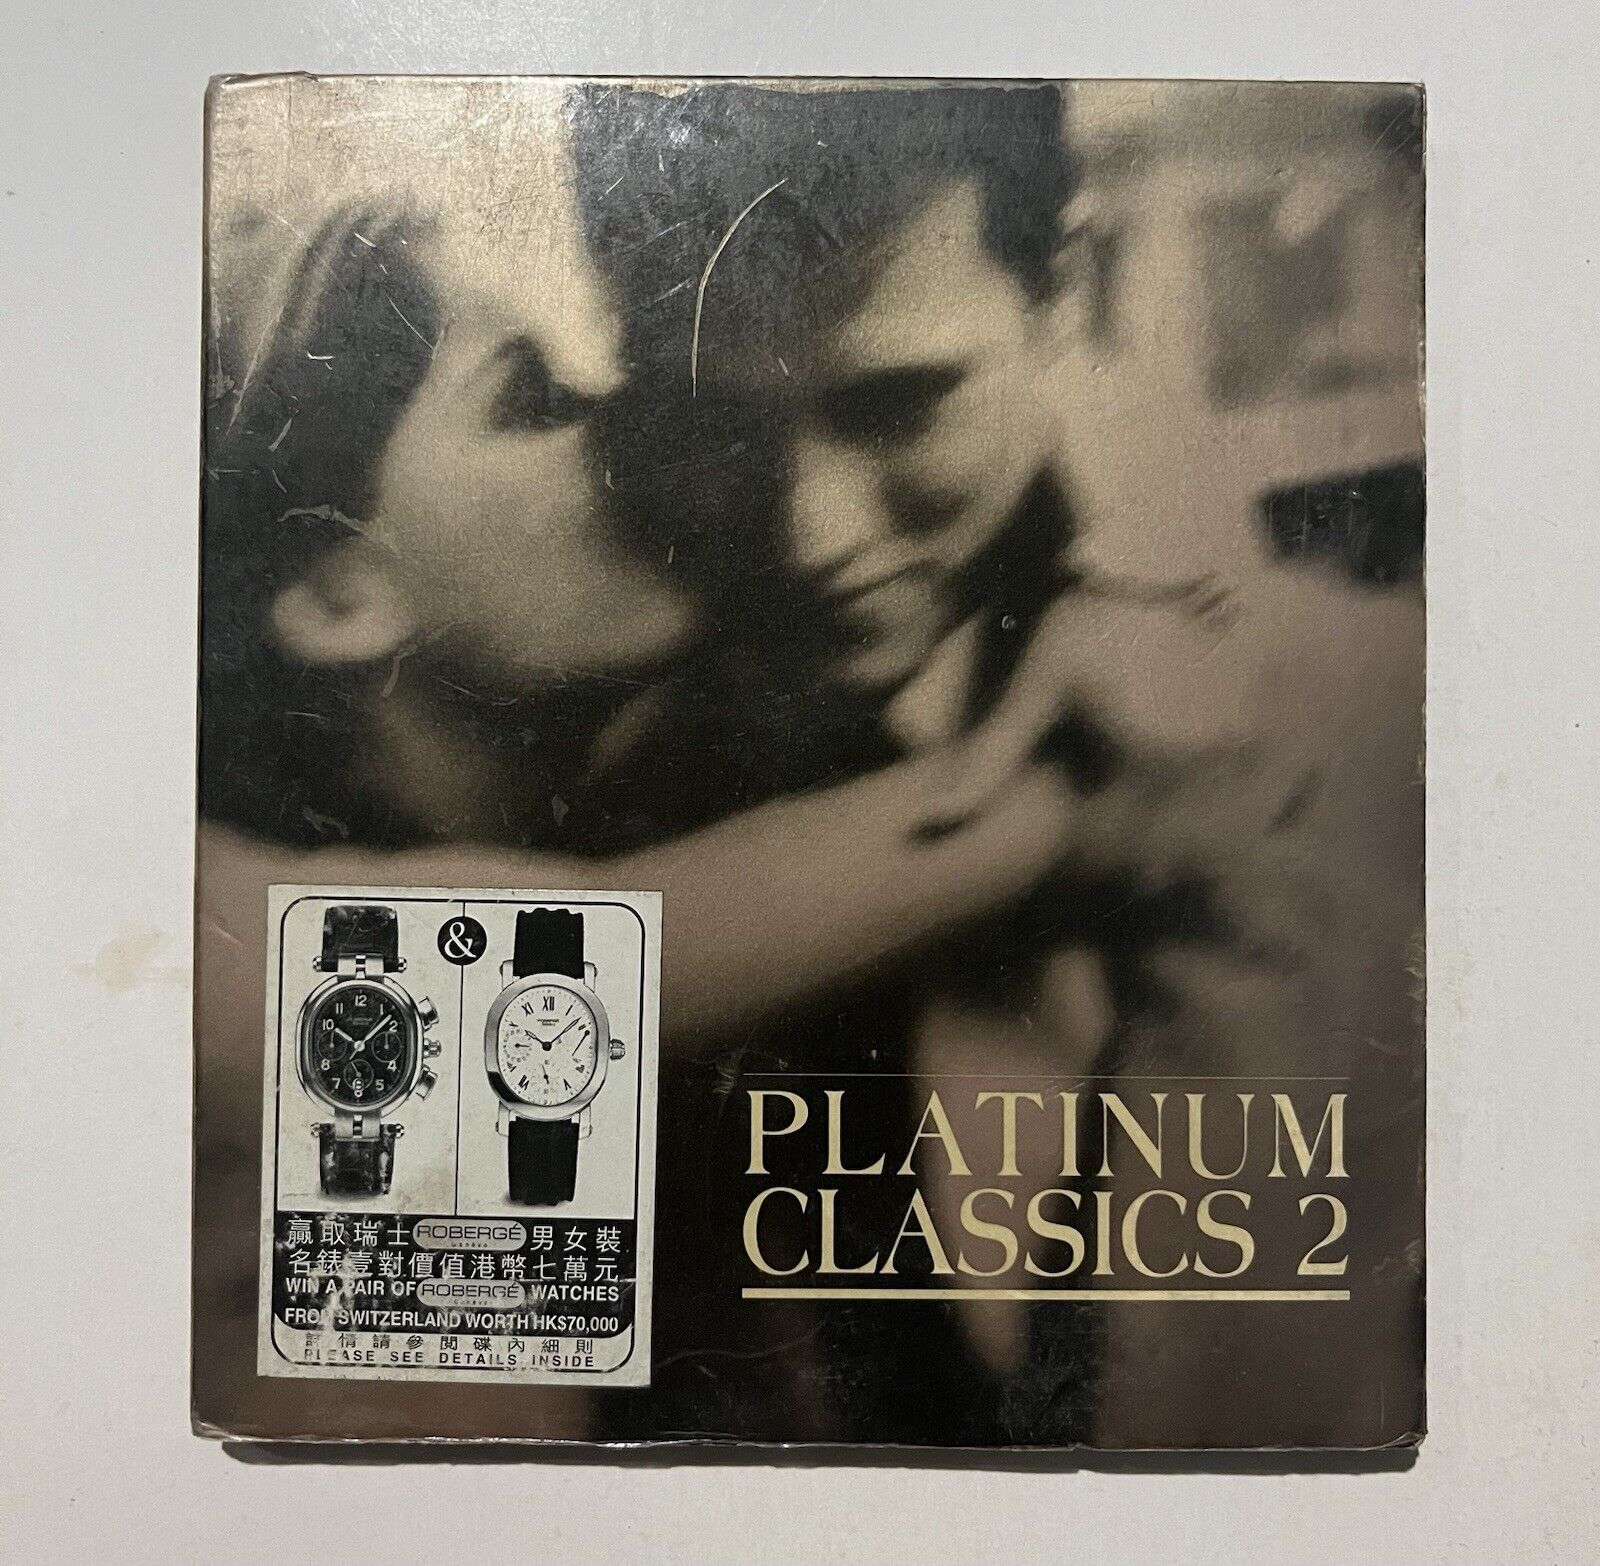 &
贏取瑞士 ROBERGÉ 男女裝
Genève
名錶壹對價值港幣七萬元
WIN A PAIR OF ROBERGÉ WATCHES
Genève
FROM SWITZERLAND WORTH HK$70,000
詳情請參閱碟內細則
PLEASE SEE DETAILS INSIDE
PLATINUM
CLASSICS 2